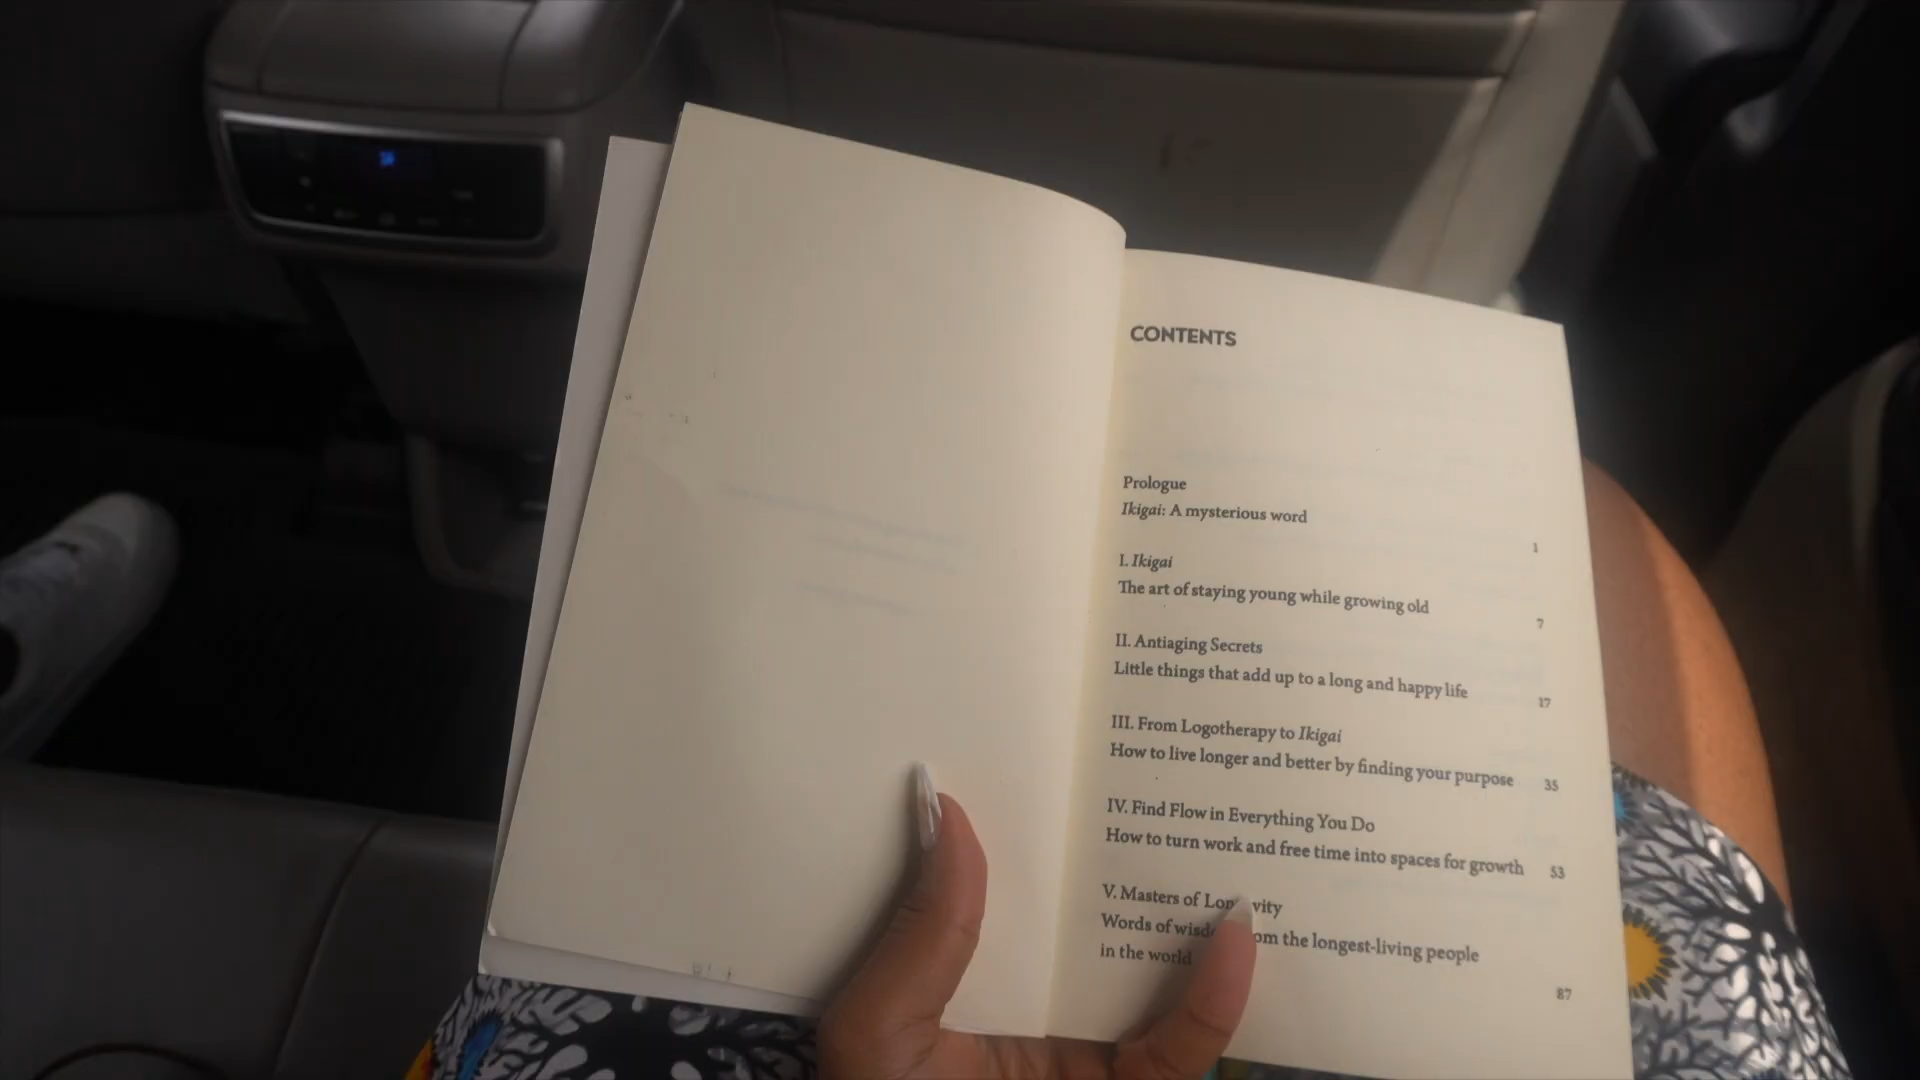 CONTENTS
Prologue
Ikigai: A mysterious word
1
I. Ikigai
The art of staying young while growing old
7
II. Antiaging Secrets
Little things that add up to a long and happy life
17
III. From Logotherapy to Ikigai
How to live longer and better by finding your purpose 35
IV. Find Flow in Everything You Do
How to turn work and free time into spaces for growth 53
V. Masters of Longevity
Words of wisdom from the longest-living people
in the world
87